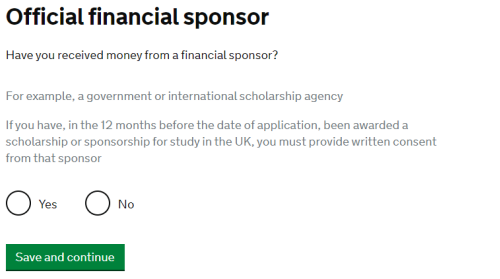 Official financial sponsor
Have you received money from a financial sponsor?
For example, a government or international scholarship agency
If you have, in the 12 months before the date of application, been awarded a
scholarship or sponsorship for study in the UK, you must provide written consent
from that sponsor
Yes No
Save and continue